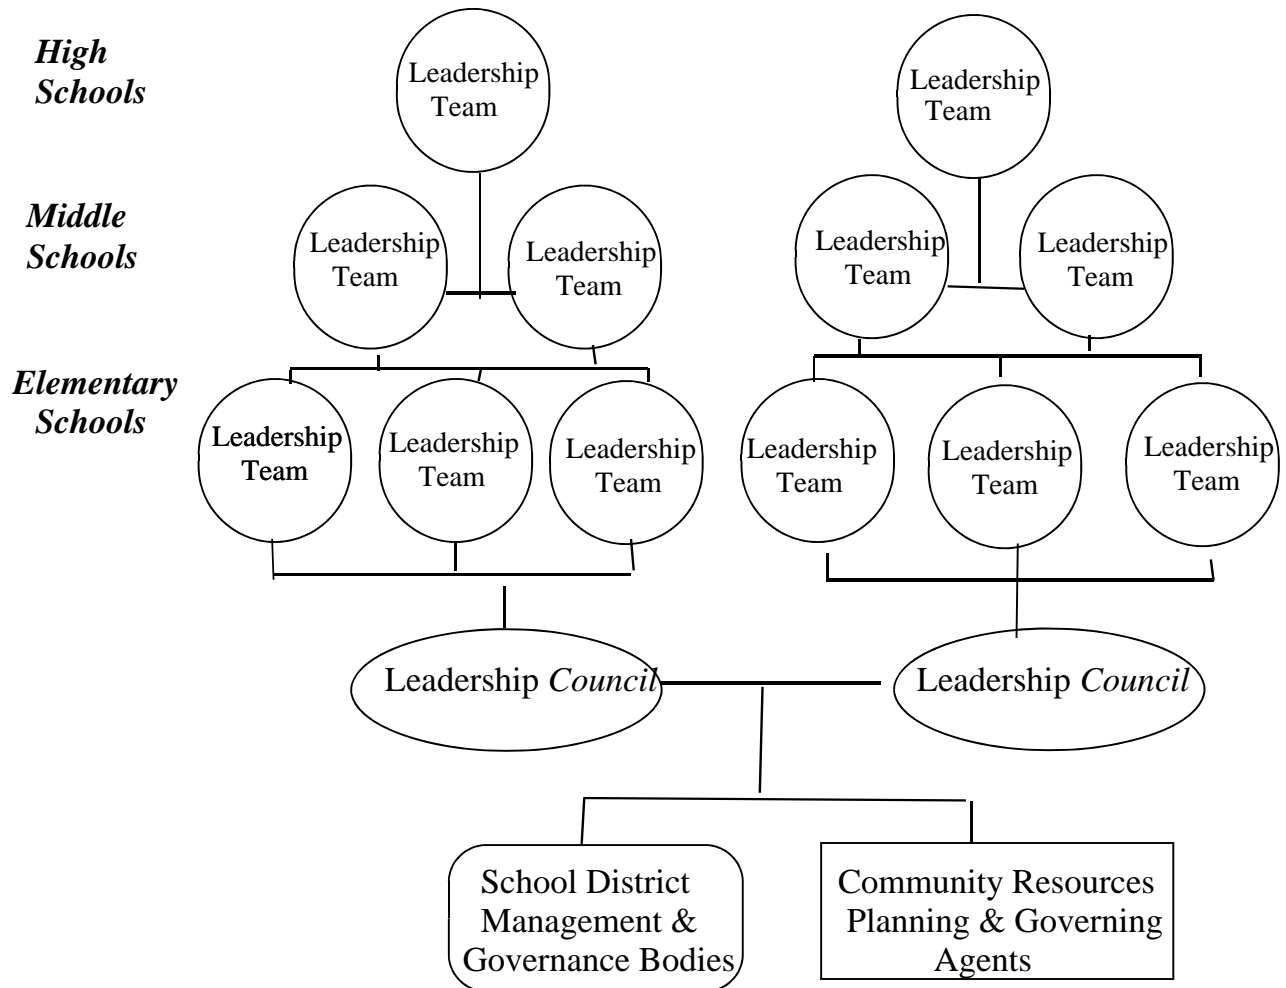 High
Schools
Leadership
Team
Leadership
Team
Middle
Schools
Leadership
Team
Leadership
Team
Leadership
Team
Leadership
Team
Elementary
Schools
Leadership
Team
Leadership
Team
Leadership
Team
Leadership
Team
Leadership
Team
Leadership
Team
Leadership Council
Leadership Council
School District
Management &
Governance Bodies
Community Resources
Planning & Governing
Agents